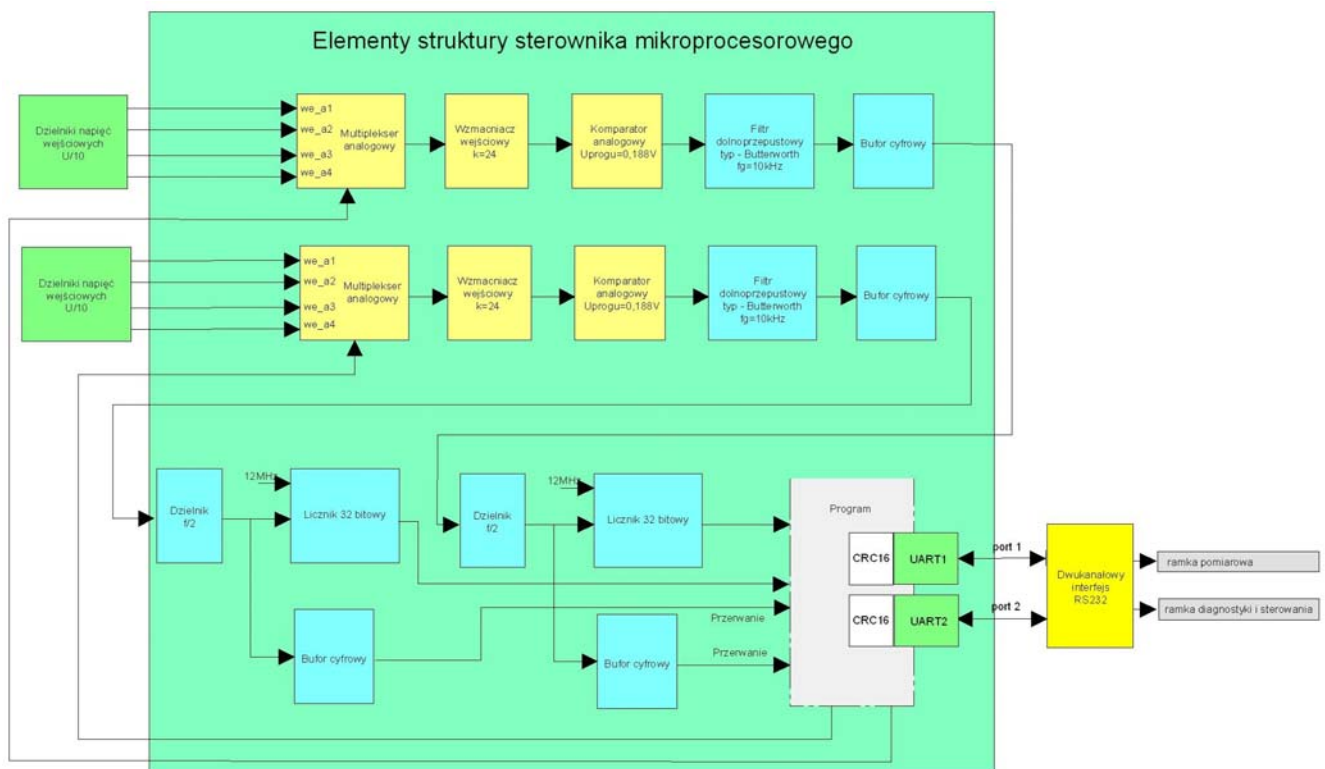 Elementy struktury sterownika mikroprocesorowego
Dzielniki napięć
wejściowych
U/10
we_a1
we_a2
we_a3
we_a4
Multiplekser
analogowy
Wzmacniacz
wejściowy
k=24
Komparator
analogowy
Uprogu=0,188V
Filtr
dolnoprzepustowy
typ - Butterworth
fg=10kHz
Bufor cyfrowy
Dzielniki napięć
wejściowych
U/10
we_a1
we_a2
we_a3
we_a4
Multiplekser
analogowy
Wzmacniacz
wejściowy
k=24
Komparator
analogowy
Uprogu=0,188V
Filtr
dolnoprzepustowy
typ - Butterworth
fg=10kHz
Bufor cyfrowy
Dzielnik
f/2
12MHz
Licznik 32 bitowy
Bufor cyfrowy
Dzielnik
f/2
12MHz
Licznik 32 bitowy
Bufor cyfrowy
Przerwanie
Przerwanie
Program
CRC16
UART1
CRC16
UART2
port 1
port 2
Dwukanałowy
interfejs
RS232
ramka pomiarowa
ramka diagnostyki i sterowania